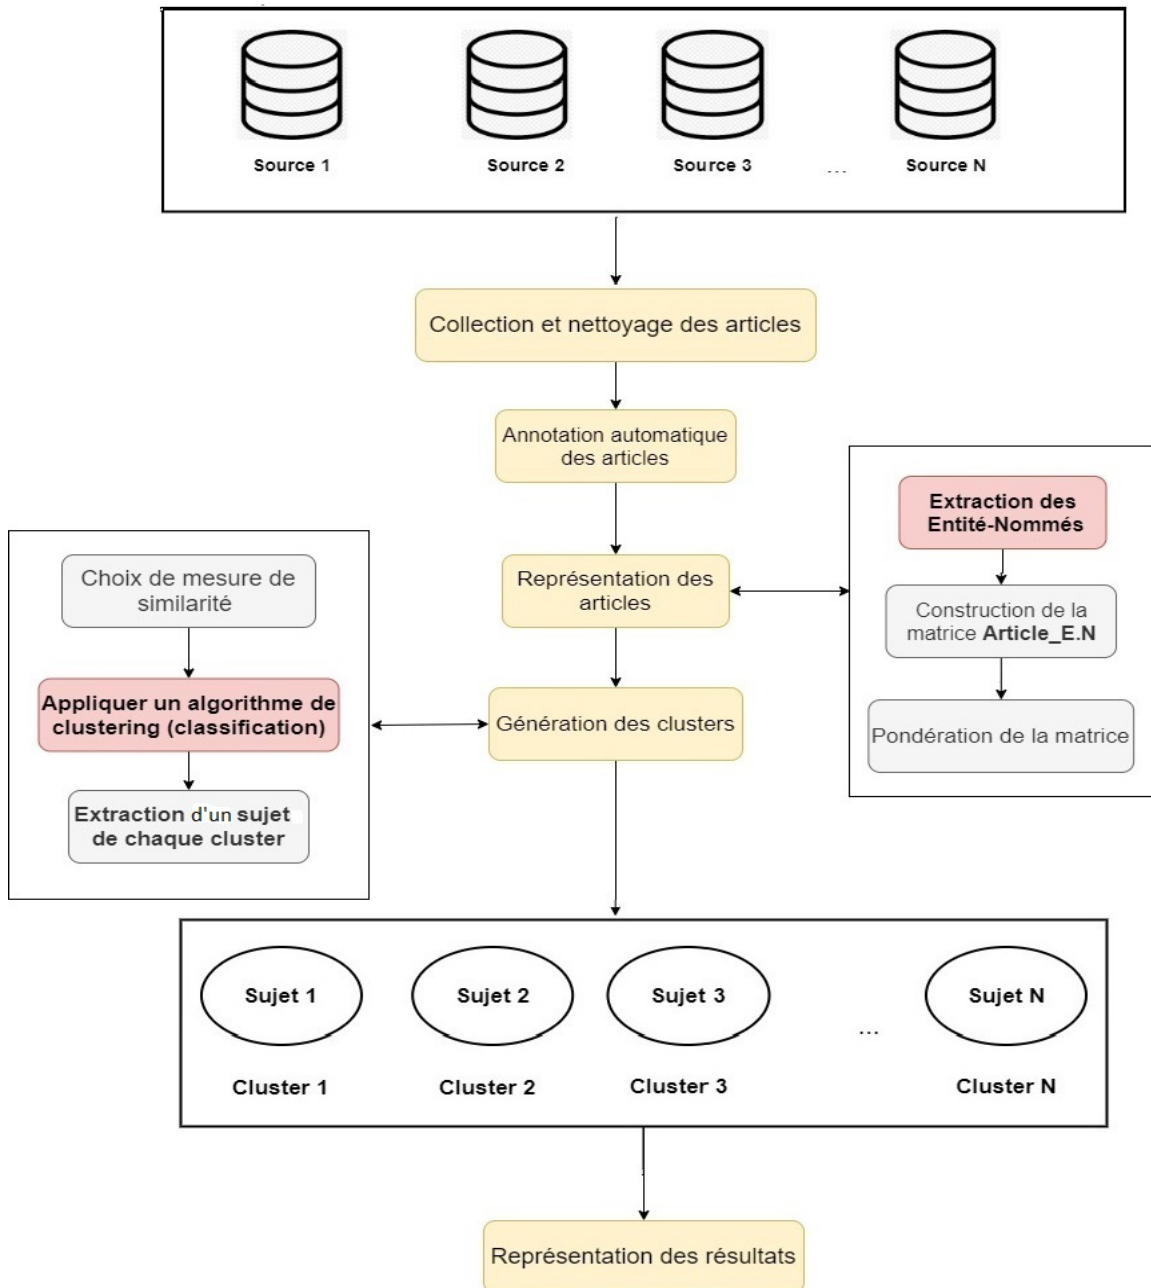 Source 1
Source 2
Source 3
...
Source N
Collection et nettoyage des articles
Annotation automatique
des articles
Représentation des
articles
Extraction des
Entité-Nommés
Construction de la
matrice Article_E.N
Pondération de la matrice
Choix de mesure de
similarité
Appliquer un algorithme de
clustering (classification)
Extraction d'un sujet
de chaque cluster
Génération des clusters
Sujet 1
Sujet 2
Sujet 3
...
Sujet N
Cluster 1
Cluster 2
Cluster 3
Cluster N
Représentation des résultats